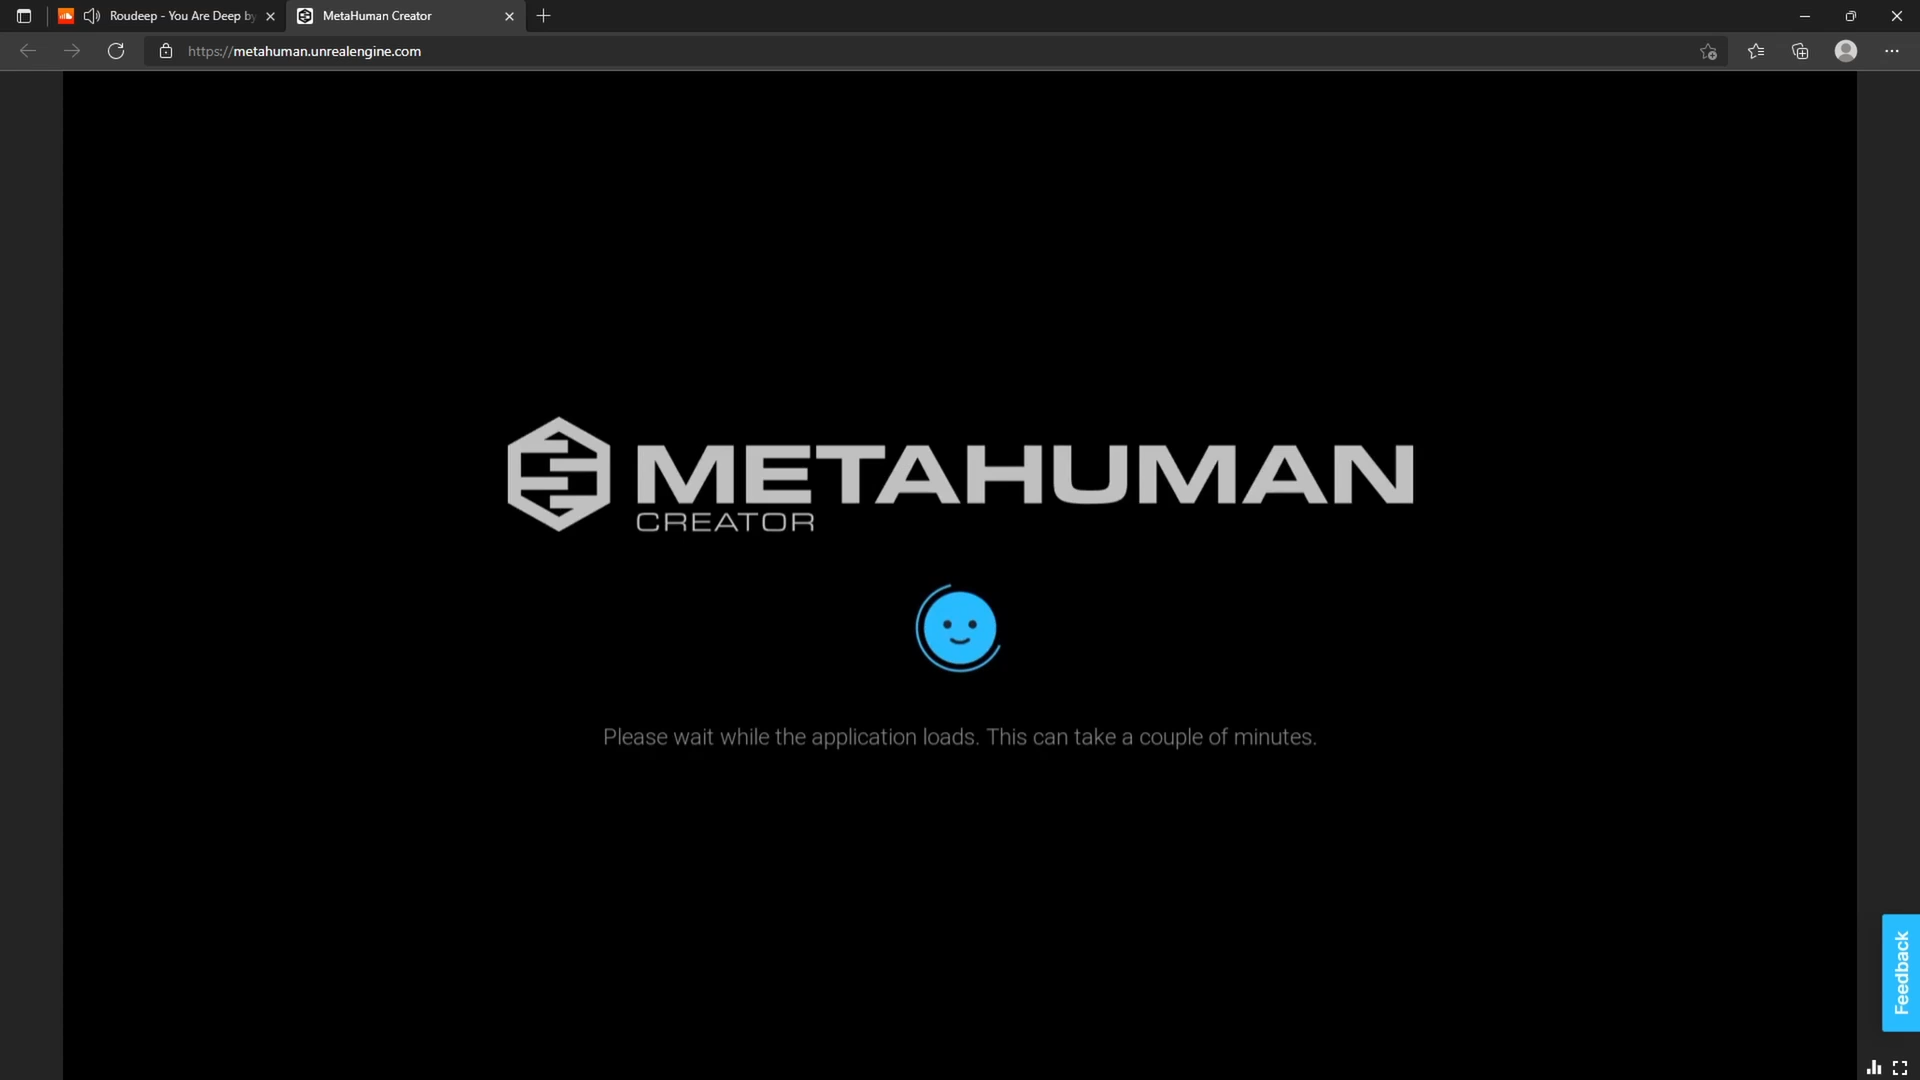 Roudeep - You Are Deep by
MetaHuman Creator
https://metahuman.unrealengine.com
METAHUMAN
CREATOR
Please wait while the application loads. This can take a couple of minutes.
Feedback